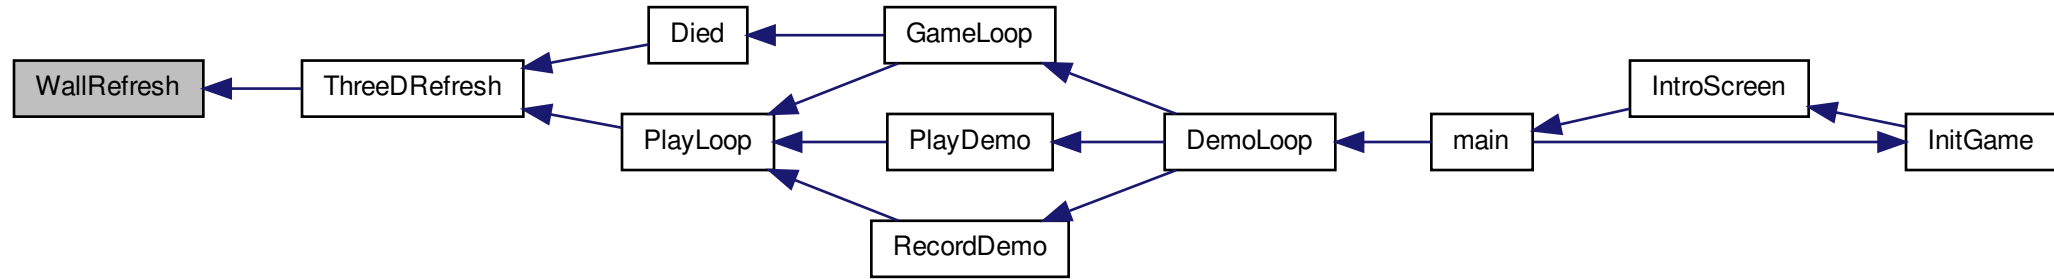 WallRefresh
ThreeDRefresh
Died
PlayLoop
GameLoop
PlayDemo
RecordDemo
DemoLoop
main
IntroScreen
InitGame